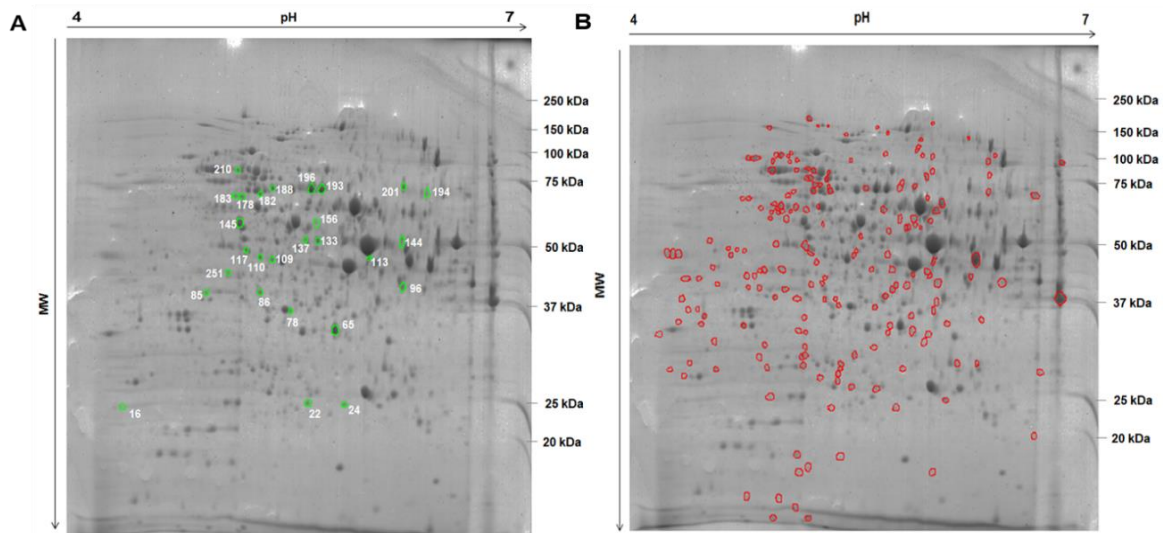 A
4
pH
7
MW
250 kDa
150 kDa
100 kDa
75 kDa
50 kDa
37 kDa
25 kDa
20 kDa
210
196
193
188
201
194
183
178
182
145
156
137
133
144
117
110
109
113
251
85
86
96
78
65
16
22
24
B
4
pH
7
MW
250 kDa
150 kDa
100 kDa
75 kDa
50 kDa
37 kDa
25 kDa
20 kDa